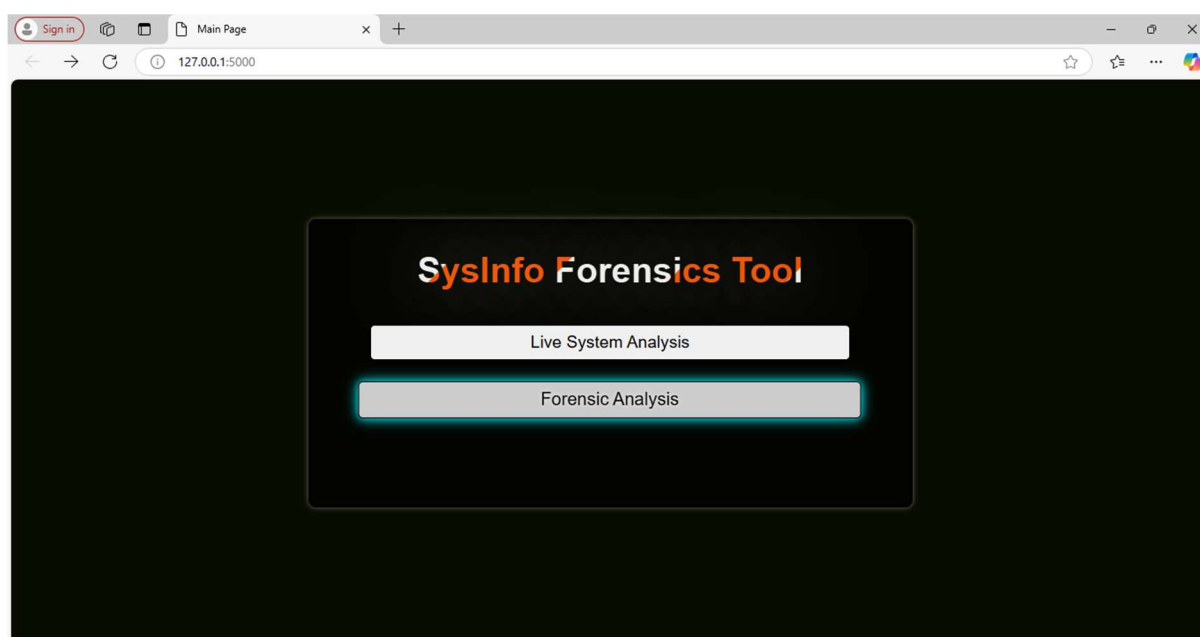 Sign in
Main Page
127.0.0.1:5000
SysInfo Forensics Tool
Live System Analysis
Forensic Analysis